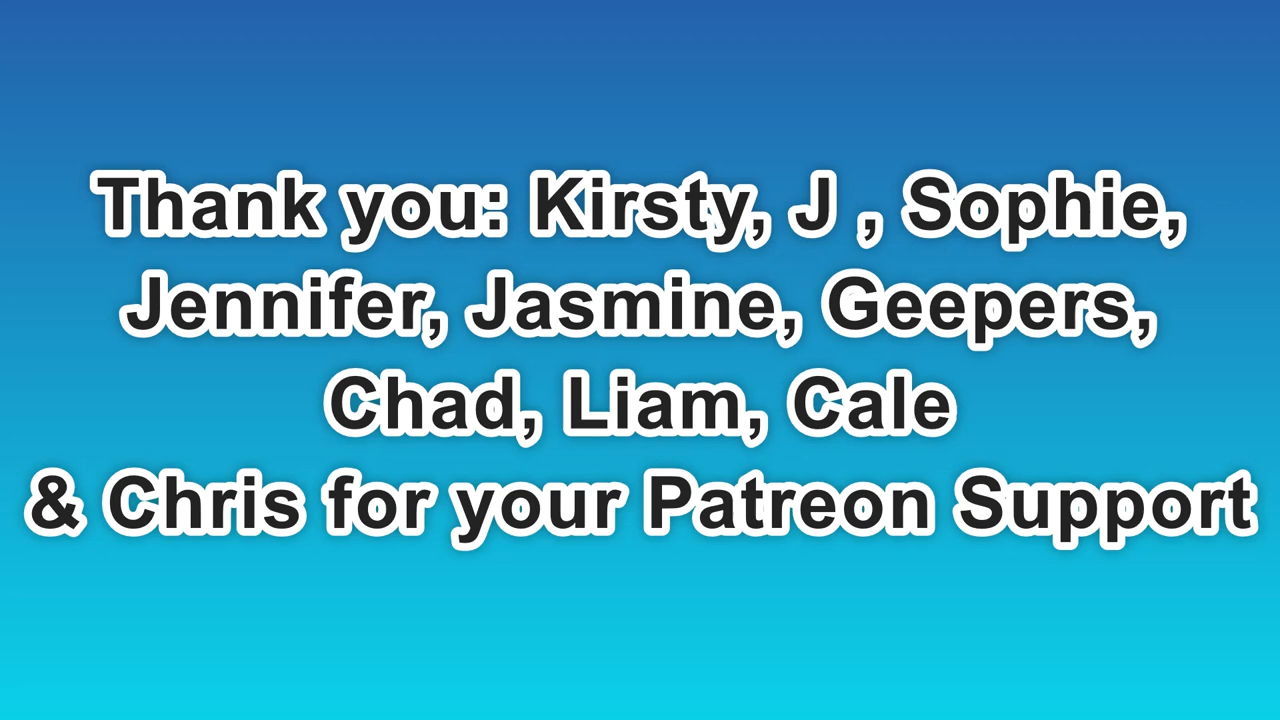 Thank you: Kirsty, J , Sophie,
Jennifer, Jasmine, Geepers,
Chad, Liam, Cale
& Chris for your Patreon Support